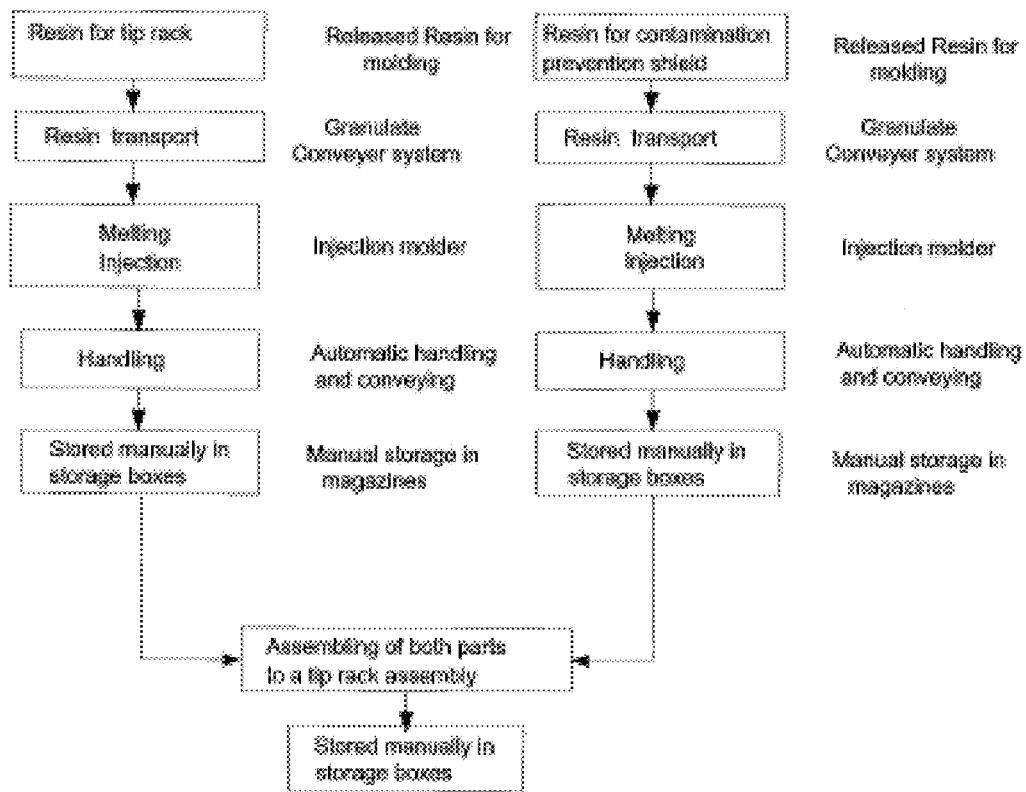 Resin for tip rack
Released Resin for
molding
Resin for contamination
prevention shield
Released Resin for
molding
Resin transport
Granulate
Conveyer system
Resin transport
Granulate
Conveyer system
Melting
Injection
Injection molder
Melting
Injection
Injection molder
Handling
Automatic handling
and conveying
Handling
Automatic handling
and conveying
Stored manually in
storage boxes
Manual storage in
magazines
Stored manually in
storage boxes
Manual storage in
magazines
Assembling of both parts
to a tip rack assembly
Stored manually in
storage boxes